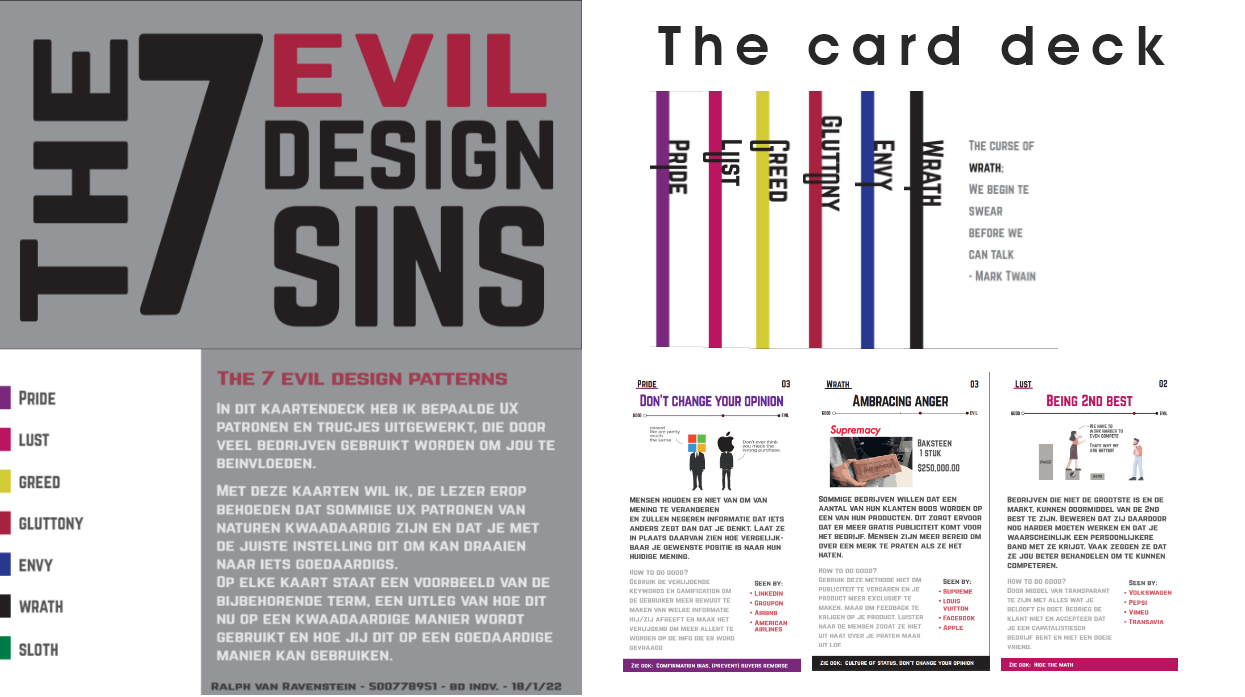 THE 7 EVIL
DESIGN
SINS
PRIDE
LUST
GREED
GLUTTONY
ENVY
WRATH
SLOTH
THE 7 EVIL DESIGN PATTERNS
IN DIT KAARTENDECK HEB IK BEPAALDE UX
PATRONEN EN TRUCJES UITGEWERKT, DIE DOOR
VEEL BEDRIJVEN GEBRUIKT WORDEN OM JOU TE
BEINVLOEDEN.
MET DEZE KAARTEN WIL IK, DE LEZER EROP
BEHOEDEN DAT SOMMIGE UX PATRONEN VAN
NATUREN KWAADAARDIG ZIJN EN DAT JE MET
DE JUISTE INSTELLING DIT OM KAN DRAAIEN
NAAR IETS GOEDAARDIGS.
OP ELKE KAART STAAT EEN VOORBEELD VAN DE
BIJBEHORENDE TERM, EEN UITLEG VAN HOE DIT
NU OP EEN KWAADAARDIGE MANIER WORDT
GEBRUIKT EN HOE JIJ DIT OP EEN GOEDAARDIGE
MANIER KAN GEBRUIKEN.
RALPH VAN RAVENSTEIN - 500778951 - BD INDV. - 18/1/22
The card deck
PRIDE
LUST
GREED
GLUTTONY
ENVY
WRATH
THE CURSE OF
WRATH;
WE BEGIN TE
SWEAR
BEFORE WE
CAN TALK
- MARK TWAIN
PRIDE 03
DON'T CHANGE YOUR OPINION
GOOD EVIL
the same
Don't ever think
you made the
wrong purchase.
MENSEN HOUDEN ER NIET VAN OM VAN
MENING TE VERANDEREN
EN ZULLEN NEGEREN INFORMATIE DAT IETS
ANDERS ZEGT DAN DAT JE DENKT. LAAT ZE
IN PLAATS DAARVAN ZIEN HOE VERGELIJK-
BAAR JE GEWENSTE POSITIE IS NAAR HUN
HUIDIGE MENING.
HOW TO DO GOOD?
GEBRUIK DE VERLIJDENDE
KEYWORDS EN GAMIFICATION OM
DE GEBRUIKER MEER BEWUST TE
MAKEN VAN WELKE INFORMATIE
HIJ/ZIJ AFGEEFT EN MAAK HET
VERLIJDEND OM MEER ALLERT TE
WORDEN OP DE INFO DIE ER WORD
GEVRAAGD
SEEN BY:
• LINKEDIN
• GROUPON
• AIRBNB
• AMERICAN
AIRLINES
ZIE OOK: CONFIRMATION BIAS, (PREVENT) BUYERS REMORSE
WRATH 03
AMBRACING ANGER
GOOD EVIL
Supremacy
BAKSTEEN
1 STUK
$250,000.00
SOMMIGE BEDRIJVEN WILLEN DAT EEN
AANTAL VAN HUN KLANTEN BOOS WORDEN OP
EEN VAN HUN PRODUCTEN. DIT ZORGT ERVOOR
DAT ER MEER GRATIS PUBLICITEIT KOMT VOOR
HET BEDRIJF. MENSEN ZIJN MEER BEREID OM
OVER EEN MERK TE PRATEN ALS ZE HET
HATEN.
HOW TO DO GOOD?
GEBRUIK DEZE METHODE NIET OM
PUBLICITEIT TE VERGAREN EN JE
PRODUCT MEER EXCLUSIEF TE
MAKEN, MAAR OM FEEDBACK TE
KRIJGEN OP JE PRODUCT. LUISTER
NAAR DE MENSEN ZODAT ZE NIET
UIT HAAT OVER JE PRATEN MAAR
UIT LOF.
SEEN BY:
• SUPREME
• LOUIS
VUITTON
• FACEBOOK
• APPLE
ZIE OOK: CULTURE OF STATUS, DON'T CHANGE YOUR OPINION
LUST 02
BEING 2ND BEST
GOOD EVIL
WE HAVE TO
WORK HARDER TO
EVEN COMPETE
THATS WHY WE
ARE BETTER!
BEDRIJVEN DIE NIET DE GROOTSTE IS EN DE
MARKT, KUNNEN DOORMIDDEL VAN DE 2ND
BEST TE ZIJN. BEWEREN DAT ZIJ DAARDOOR
NOG HARDER MOETEN WERKEN EN DAT JE
WAARSCHIJNLIJK EEN PERSOONLIJKERE
BAND MET ZE KRIJGT. VAAK ZEGGEN ZE DAT
ZE JOU BETER BEHANDELEN OM TE KUNNEN
COMPETEREN.
HOW TO DO GOOD?
DOOR MIDDEL VAN TRANSPARANT
TE ZIJN MET ALLES WAT JE
BELOOFT EN DOET. BEDRIEG DE
KLANT NIET EN ACCEPTEER DAT
JE EEN CAPATALISTIESCH
BEDRIJF BENT EN NIET EEN GOEIE
VRIEND.
SEEN BY:
• VOLKSWAGEN
• PEPSI
• VIMEO
• TRANSAVIA
ZIE OOK: HIDE THE MATH